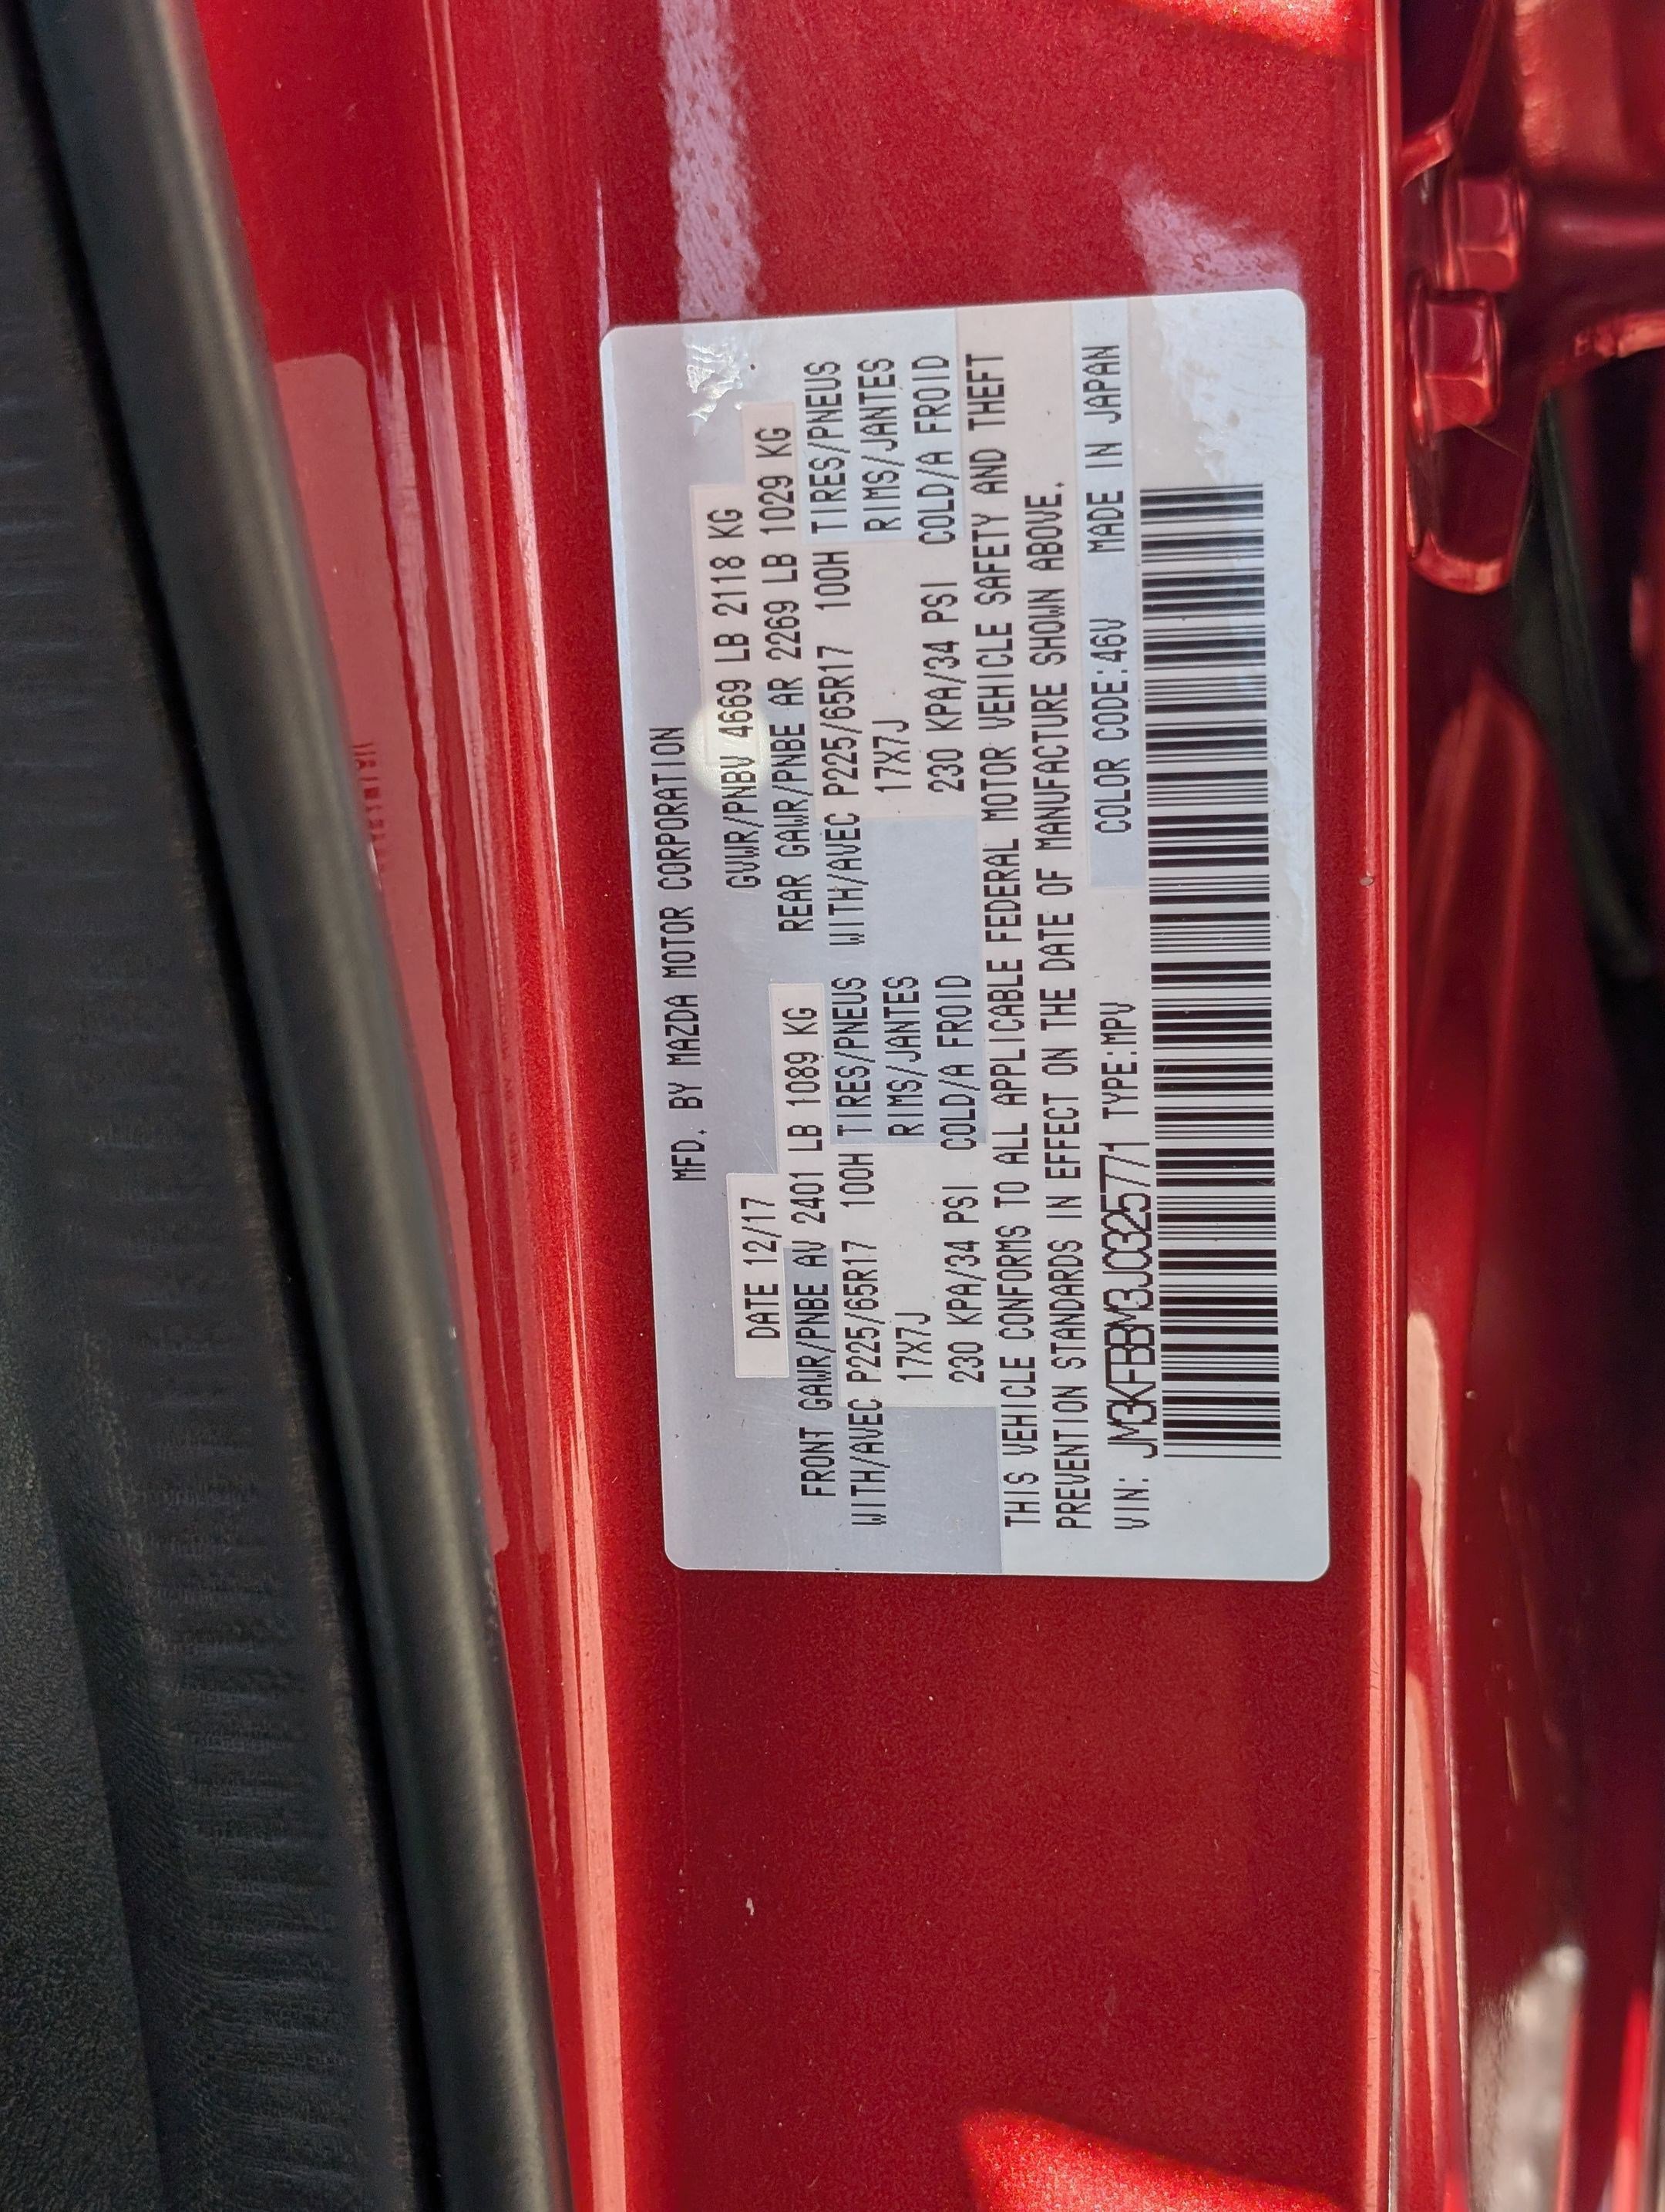 MFD. BY MAZDA MOTOR CORPORATION
DATE 12/17 GVWR/PNBV 4669 LB 2118 KG
FRONT GAWR/PNBE AV 2401 LB 1089 KG REAR GAWR/PNBE AR 2269 LB 1029 KG
WITH/AVEC P225/65R17 100H TIRES/PNEUS WITH/AVEC P225/65R17 100H TIRES/PNEUS
17X7J RIMS/JANTES 17X7J RIMS/JANTES
230 KPA/34 PSI COLD/A FROID 230 KPA/34 PSI COLD/A FROID
THIS VEHICLE CONFORMS TO ALL APPLICABLE FEDERAL MOTOR VEHICLE SAFETY AND THEFT
PREVENTION STANDARDS IN EFFECT ON THE DATE OF MANUFACTURE SHOWN ABOVE.
VIN: JM3KFBBM3J0325771 TYPE:MPV COLOR CODE:46V MADE IN JAPAN